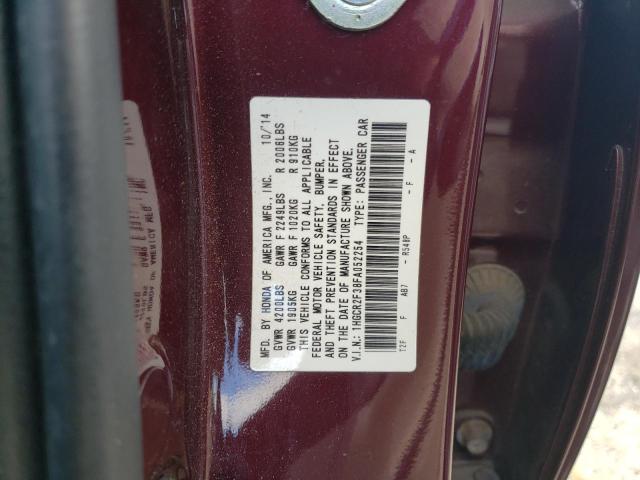 MFD. BY HONDA OF AMERICA MFG., INC. 10/14
GVWR 4200LBS GAWR F 2249LBS R 2006LBS
GVWR 1905KG GAWR F 1020KG R 910KG
THIS VEHICLE CONFORMS TO ALL APPLICABLE
FEDERAL MOTOR VEHICLE SAFETY, BUMPER,
AND THEFT PREVENTION STANDARDS IN EFFECT
ON THE DATE OF MANUFACTURE SHOWN ABOVE.
V.I.N.: 1HGCR2F38FA052254 TYPE: PASSENGER CAR
T2F F AB7 - R548P - F - A